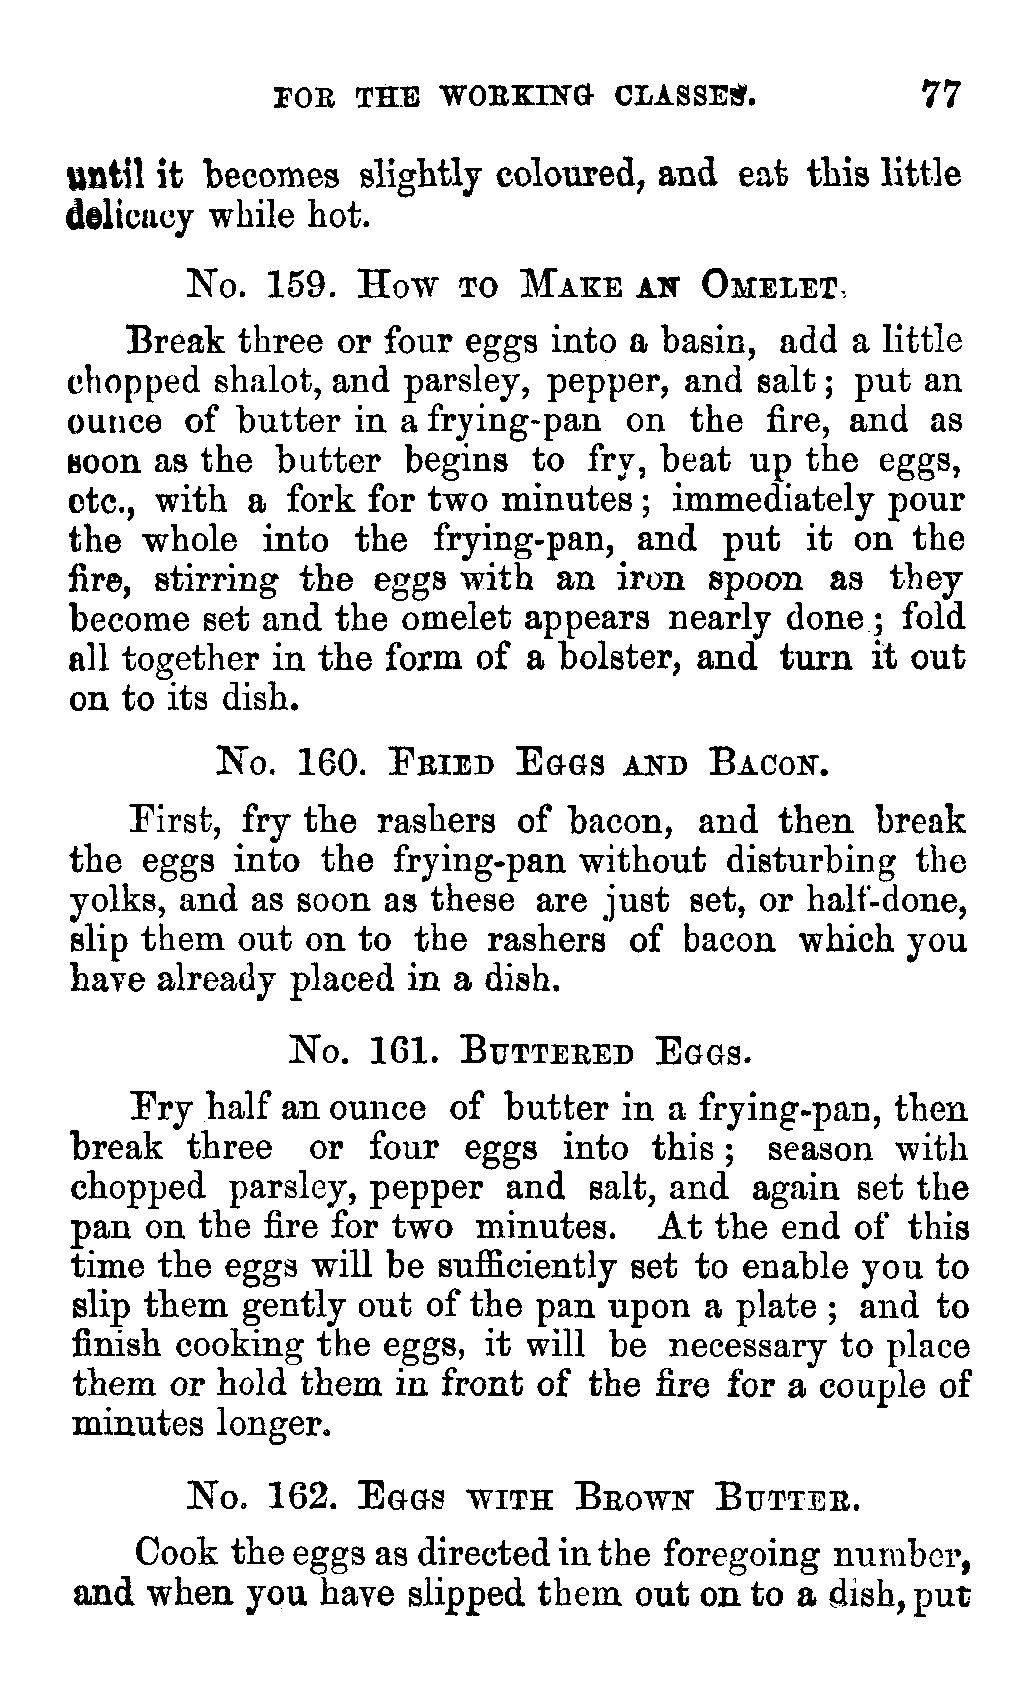 FOR THE WORKING CLASSES. 77
until it becomes slightly coloured, and eat this little
delicacy while hot.
No. 159. How to Make an Omelet.
Break three or four eggs into a basin, add a little
chopped shalot, and parsley, pepper, and salt; put an
ounce of butter in a frying-pan on the fire, and as
soon as the butter begins to fry, beat up the eggs,
etc., with a fork for two minutes; immediately pour
the whole into the frying-pan, and put it on the
fire, stirring the eggs with an iron spoon as they
become set and the omelet appears nearly done; fold
all together in the form of a bolster, and turn it out
on to its dish.
No. 160. Fried Eggs and Bacon.
First, fry the rashers of bacon, and then break
the eggs into the frying-pan without disturbing the
yolks, and as soon as these are just set, or half-done,
slip them out on to the rashers of bacon which you
have already placed in a dish.
No. 161. Buttered Eggs.
Fry half an ounce of butter in a frying-pan, then
break three or four eggs into this; season with
chopped parsley, pepper and salt, and again set the
pan on the fire for two minutes. At the end of this
time the eggs will be sufficiently set to enable you to
slip them gently out of the pan upon a plate; and to
finish cooking the eggs, it will be necessary to place
them or hold them in front of the fire for a couple of
minutes longer.
No. 162. Eggs with Brown Butter.
Cook the eggs as directed in the foregoing number,
and when you have slipped them out on to a dish, put